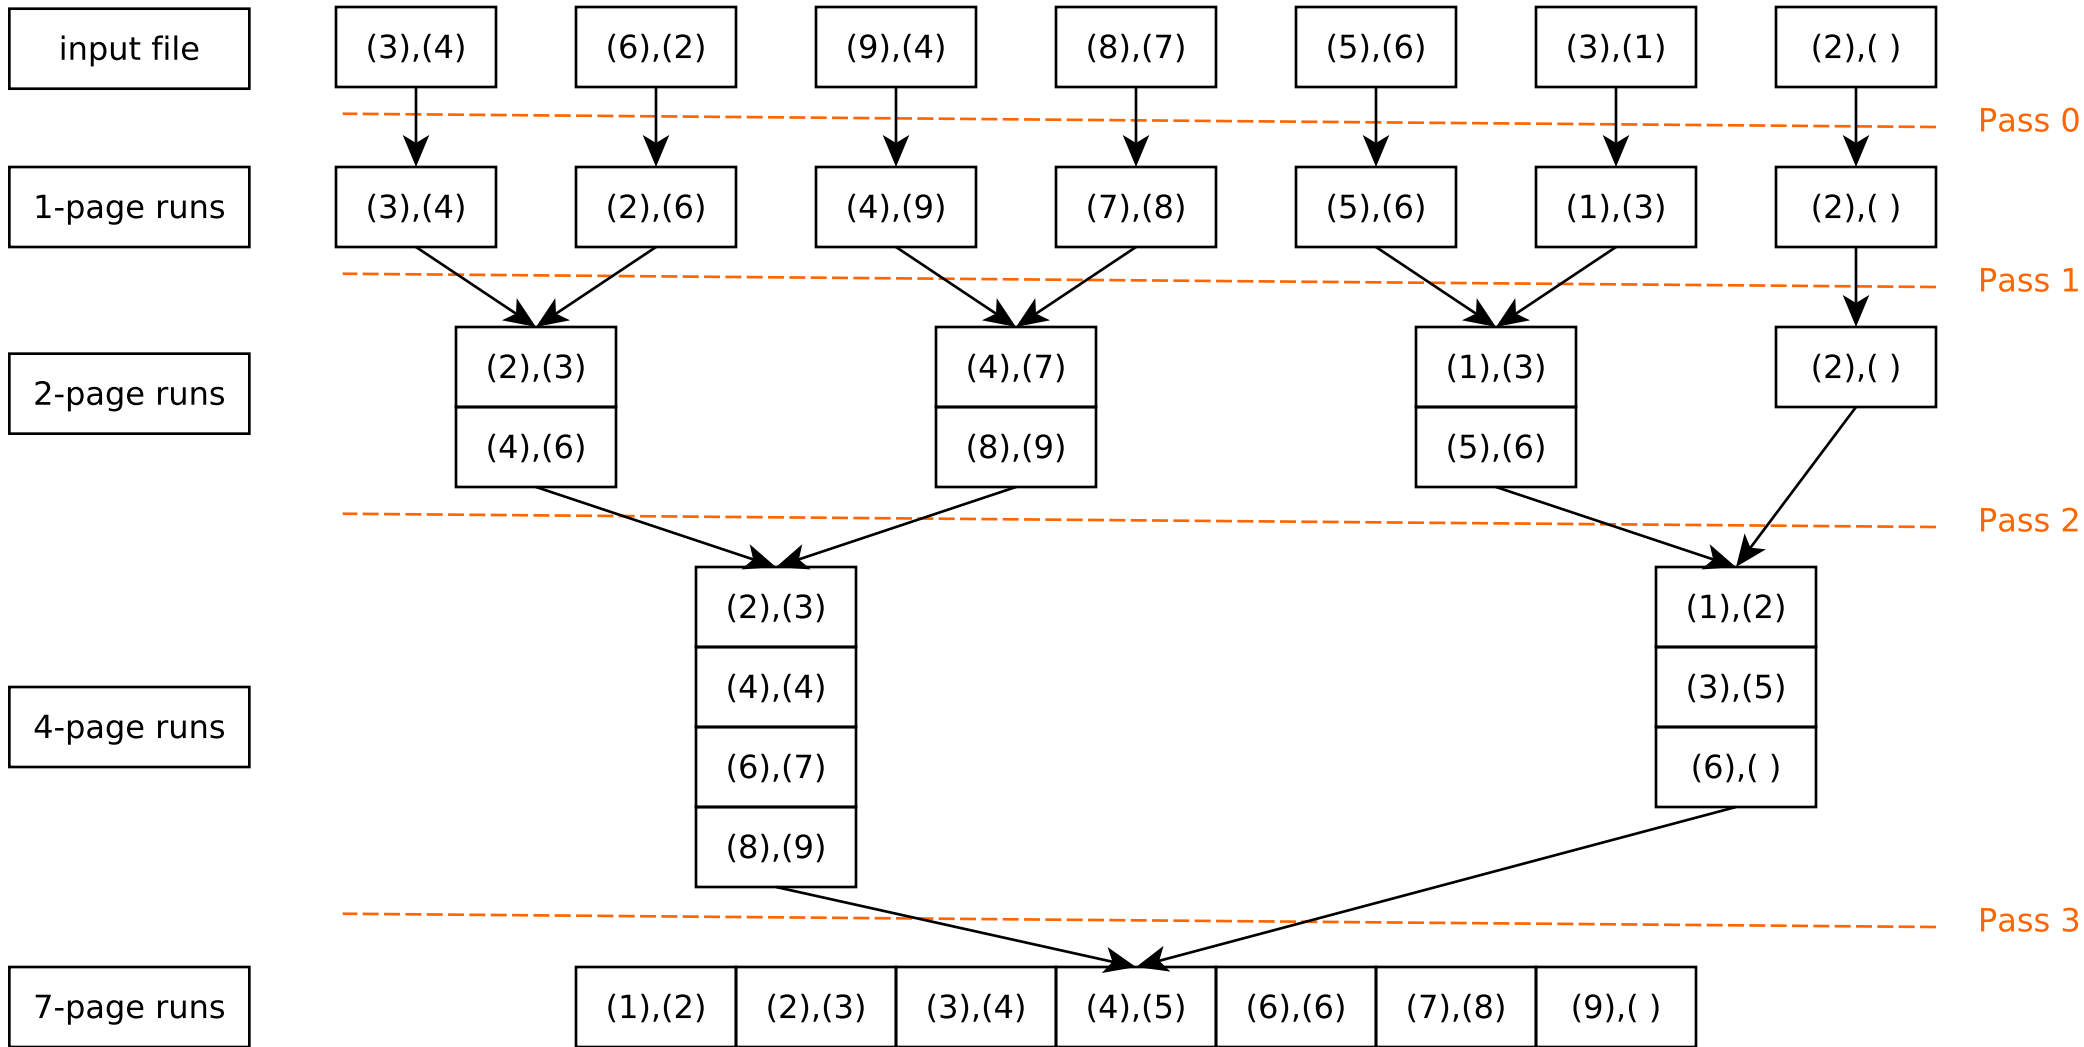 input file (3),(4) (6),(2) (9),(4) (8),(7) (5),(6) (3),(1) (2),( )
Pass 0
1-page runs (3),(4) (2),(6) (4),(9) (7),(8) (5),(6) (1),(3) (2),( )
Pass 1
(2),(3) (4),(7) (1),(3) (2),( )
2-page runs
(4),(6) (8),(9) (5),(6)
Pass 2
(2),(3) (1),(2)
(4),(4) (3),(5)
4-page runs
(6),(7) (6),( )
(8),(9)
Pass 3
7-page runs (1),(2) (2),(3) (3),(4) (4),(5) (6),(6) (7),(8) (9),( )